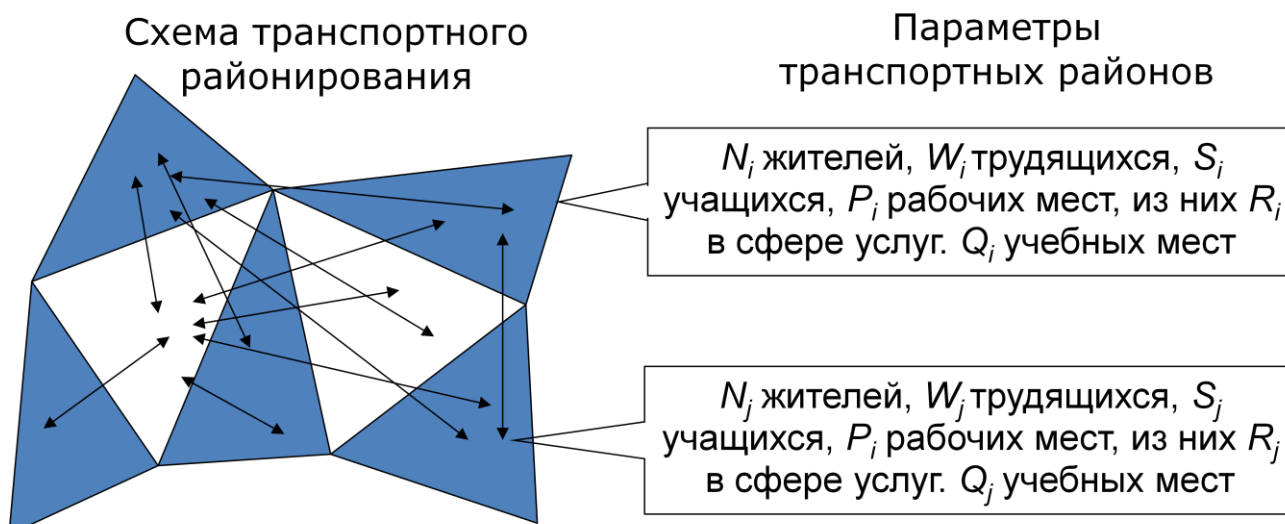 Схема транспортного
районирования
Параметры
транспортных районов
Nᵢ жителей, Wᵢ трудящихся, Sᵢ
учащихся, Pᵢ рабочих мест, из них Rᵢ
в сфере услуг. Qᵢ учебных мест
Nⱼ жителей, Wⱼ трудящихся, Sⱼ
учащихся, Pᵢ рабочих мест, из них Rⱼ
в сфере услуг. Qⱼ учебных мест